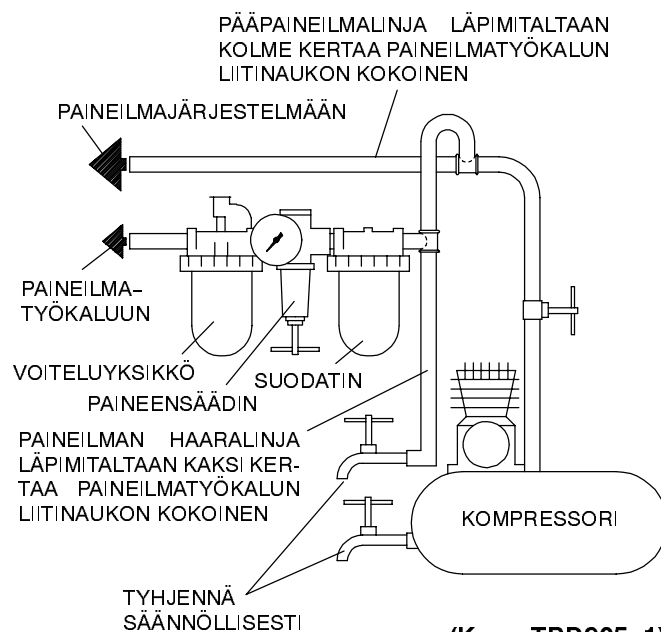 PÄÄPAINEILMALINJA LÄPIMITALTAAN
KOLME KERTAA PAINEILMATYÖKALUN
LIITINAUKON KOKOINEN
PAINEILMAJÄRJESTELMÄÄN
PAINEILMA–
TYÖKALUUN
VOITELUYKSIKKÖ
SUODATIN
PAINEENSÄÄDIN
PAINEILMAN HAARALINJA
LÄPIMITALTAAN KAKSI KER-
TAA PAINEILMATYÖKALUN
LIITINAUKON KOKOINEN
KOMPRESSORI
TYHJENNÄ
SÄÄNNÖLLISESTI